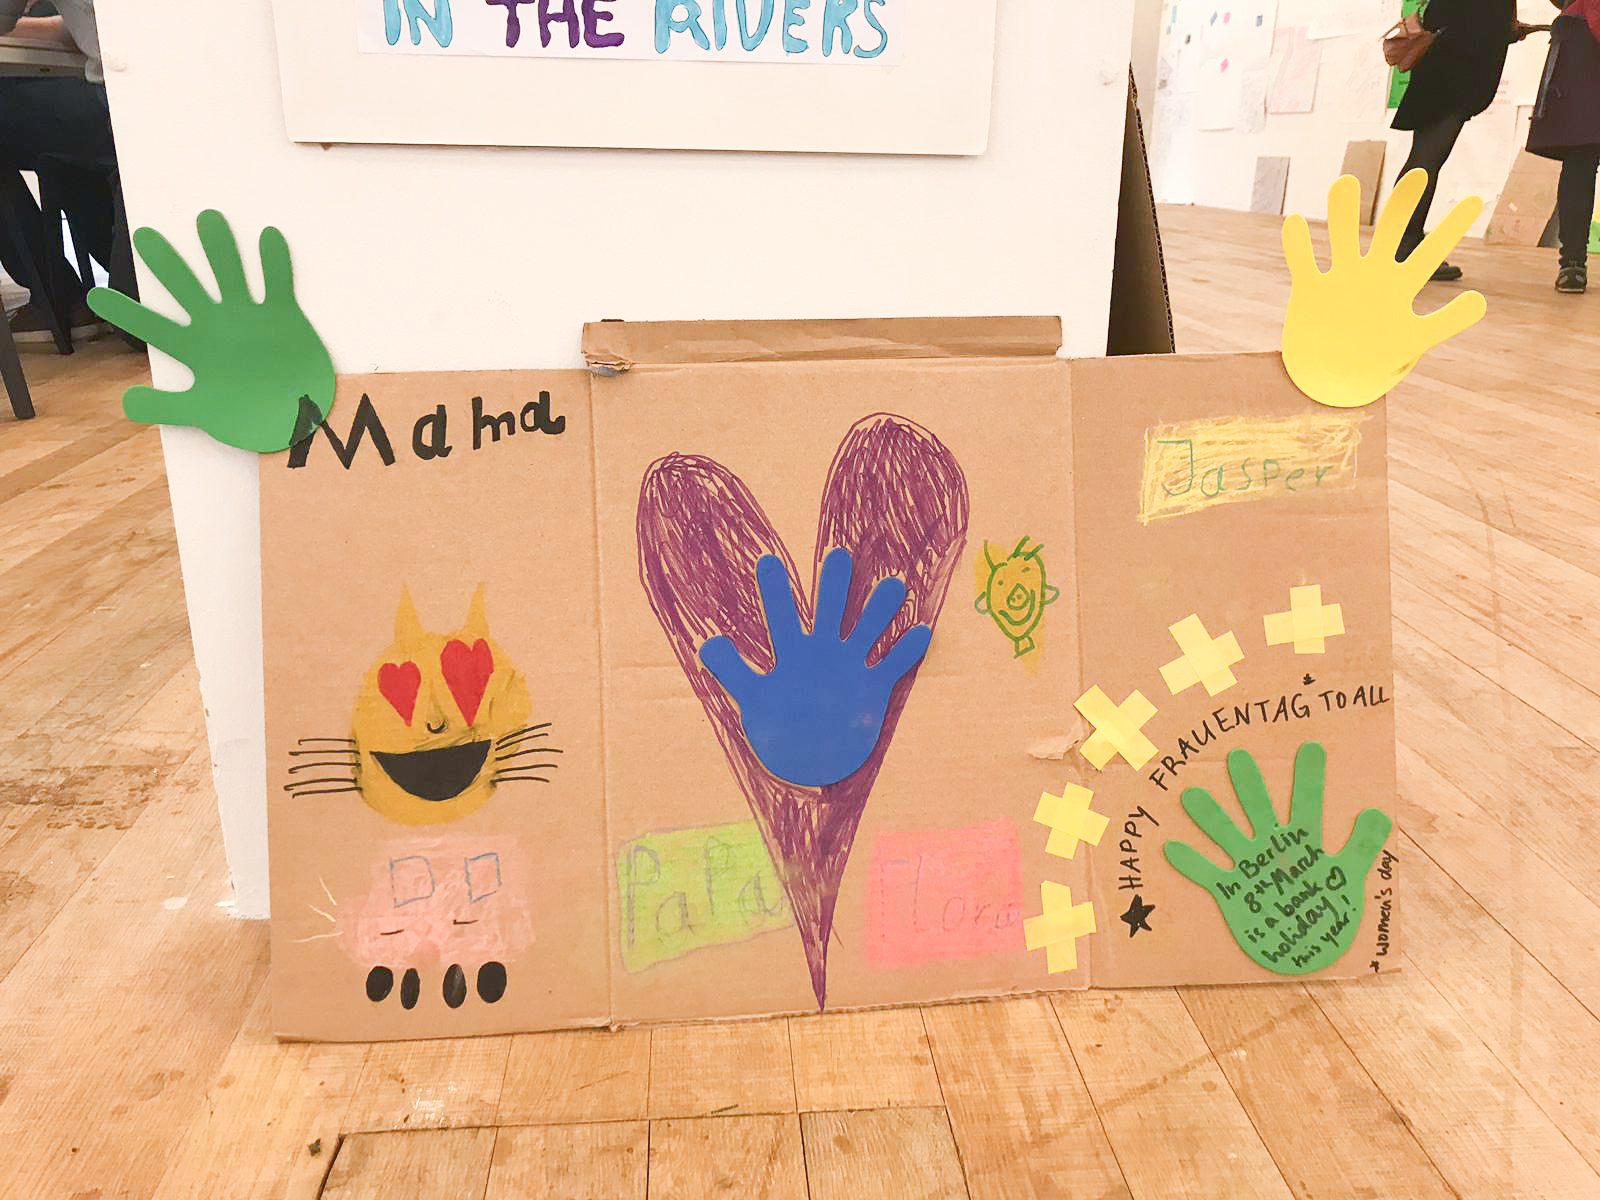 IN THE RIVERS
Mama
Jasper
HAPPY FRAUENTAG* TO ALL
Papa
Flora
In Berlin
8th March
is a bank
holiday
this year!
* women's day